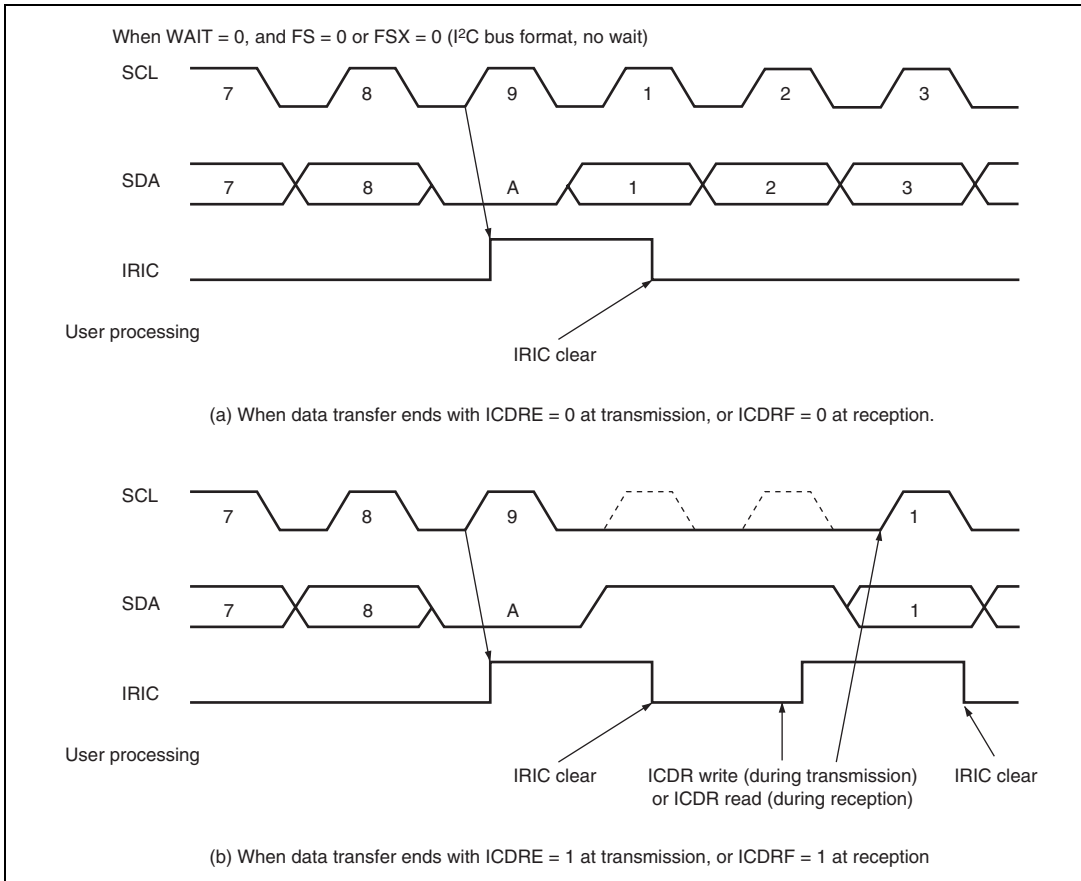 When WAIT = 0, and FS = 0 or FSX = 0 (I²C bus format, no wait)
SCL
7 8 9 1 2 3
SDA
7 8 A 1 2 3
IRIC
User processing
IRIC clear
(a) When data transfer ends with ICDRE = 0 at transmission, or ICDRF = 0 at reception.
SCL
7 8 9 1
SDA
7 8 A 1
IRIC
User processing
IRIC clear
ICDR write (during transmission)
or ICDR read (during reception)
IRIC clear
(b) When data transfer ends with ICDRE = 1 at transmission, or ICDRF = 1 at reception